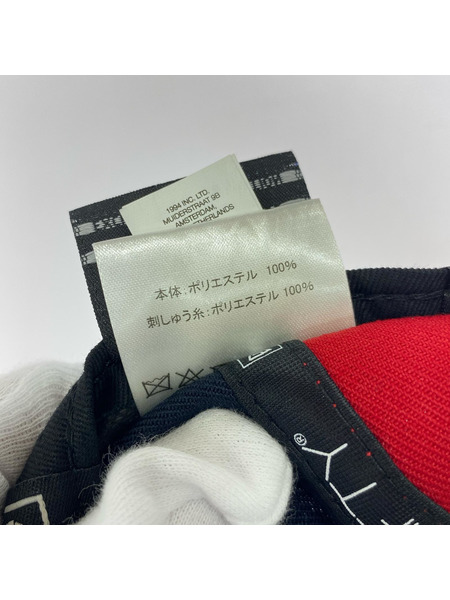 1994 INC. LTD.
MUIDERSTRAAT 9B
AMSTERDAM,
NETHERLANDS
本体：ポリエステル 100%
刺しゅう糸：ポリエステル 100%
TY®